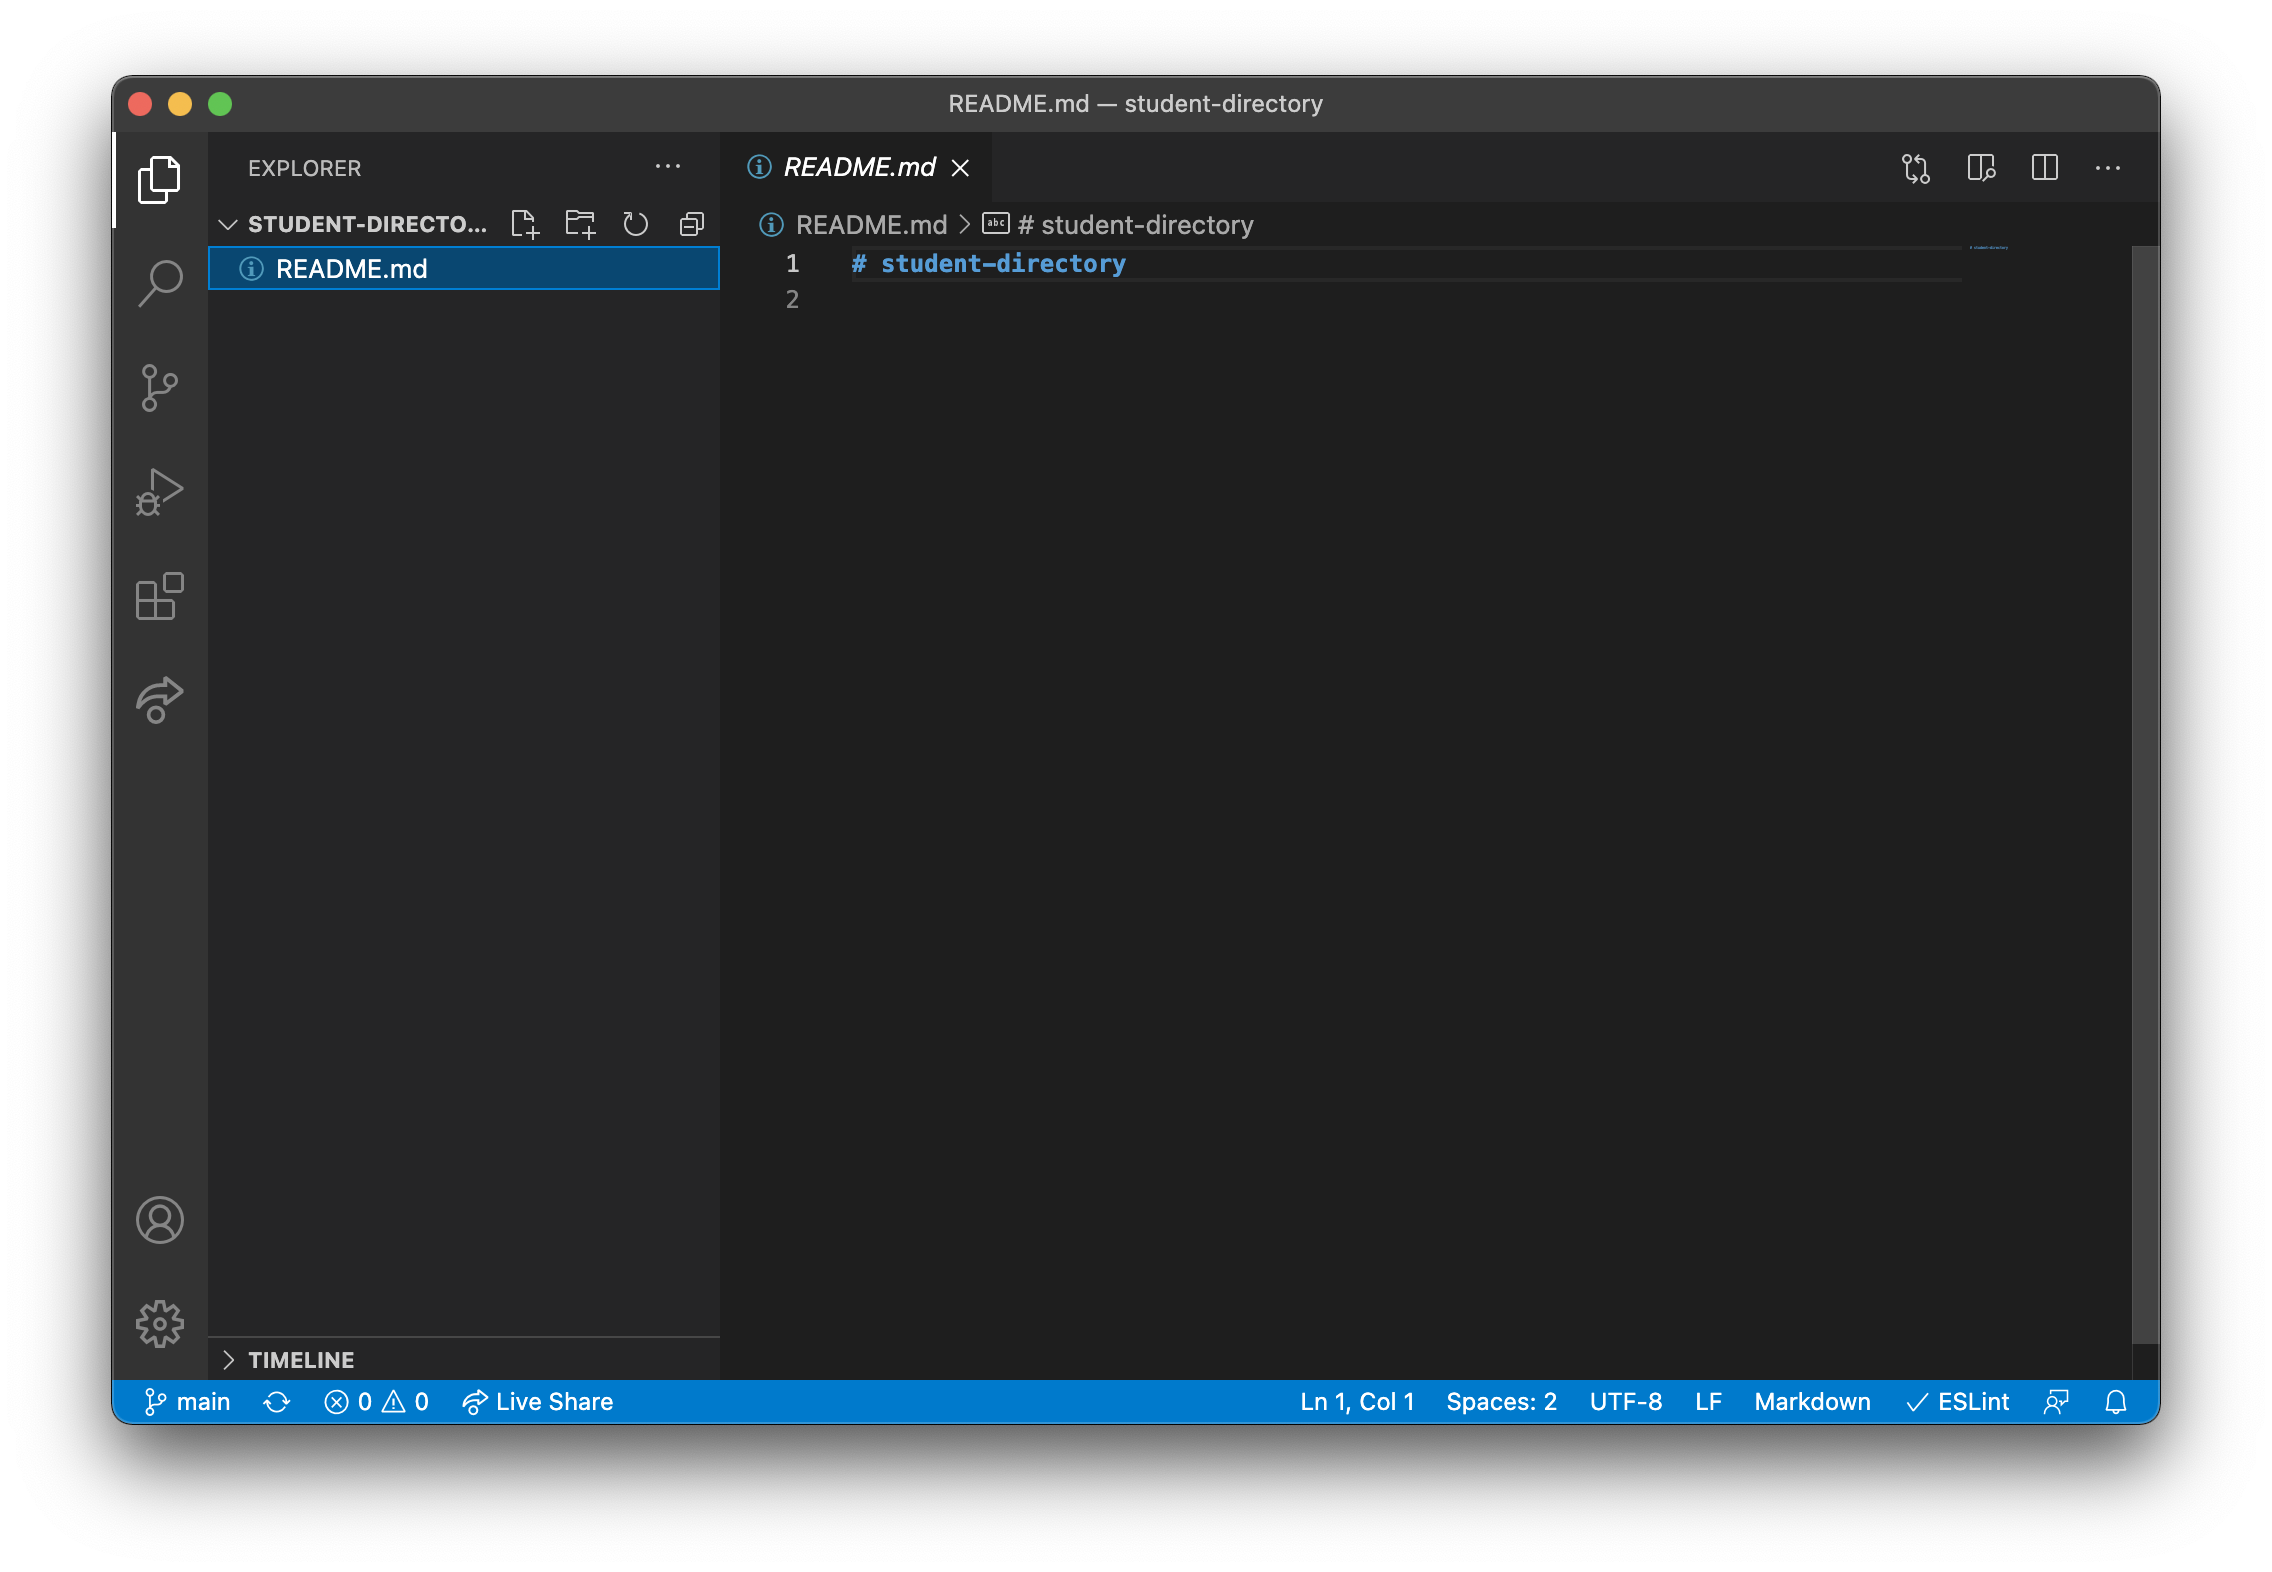 README.md — student-directory
EXPLORER
README.md
STUDENT-DIRECTO...
README.md > # student-directory
README.md
1 # student-directory
2
TIMELINE
main 0 0 Live Share Ln 1, Col 1 Spaces: 2 UTF-8 LF Markdown ESLint